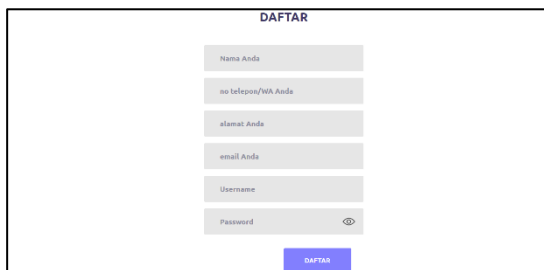 DAFTAR
Nama Anda
no telepon/WA Anda
alamat Anda
email Anda
Username
Password
DAFTAR